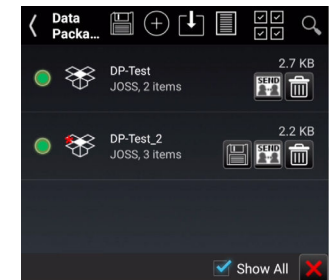 Data
Packa...
2.7 KB
DP-Test
JOSS, 2 items
SEND
2.2 KB
DP-Test_2
JOSS, 3 items
SEND
Show All